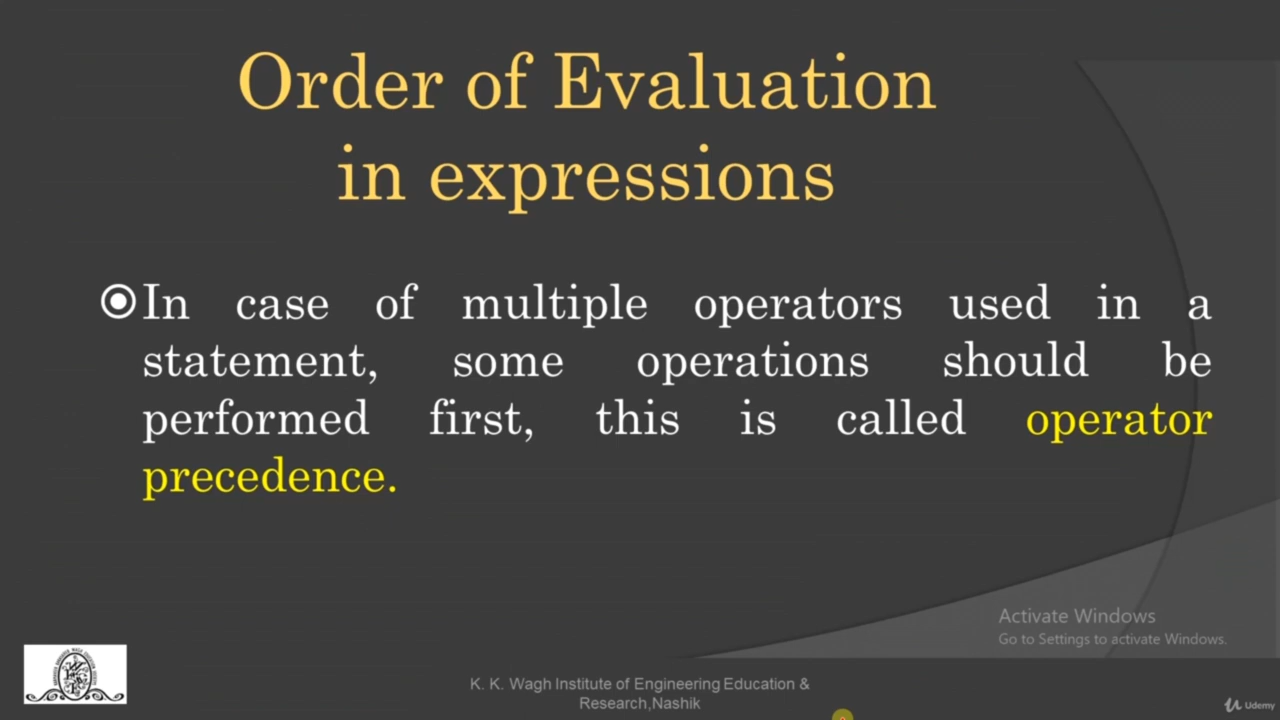 Order of Evaluation
in expressions
In case of multiple operators used in a
statement, some operations should be
performed first, this is called operator
precedence.
Activate Windows
Go to Settings to activate Windows.
K. K. Wagh Institute of Engineering Education &
Research,Nashik
Udemy